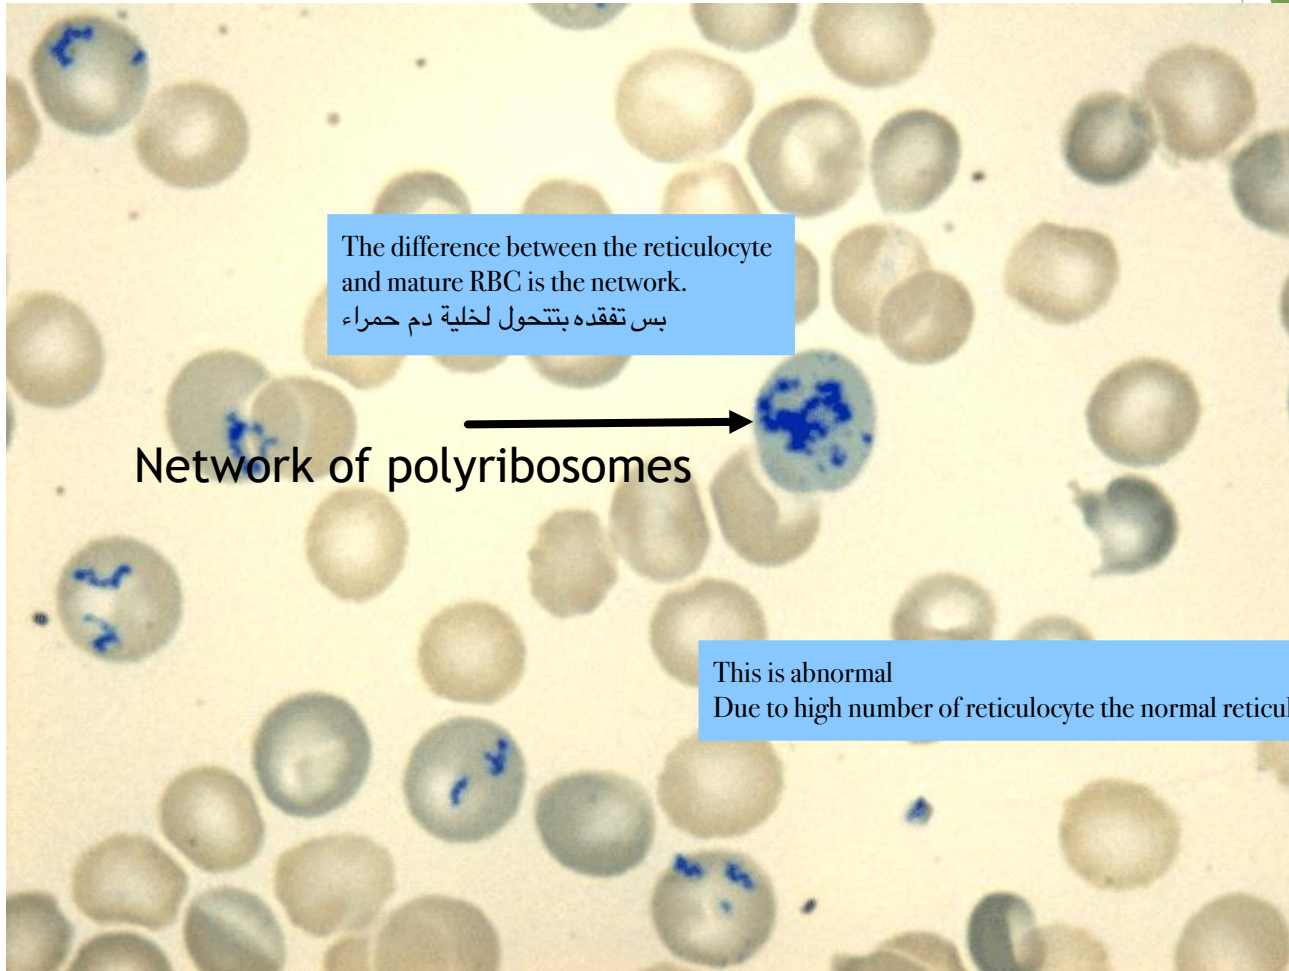 The difference between the reticulocyte
and mature RBC is the network.
بس تفقده بتتحول لخلية دم حمراء
Network of polyribosomes
This is abnormal
Due to high number of reticulocyte the normal